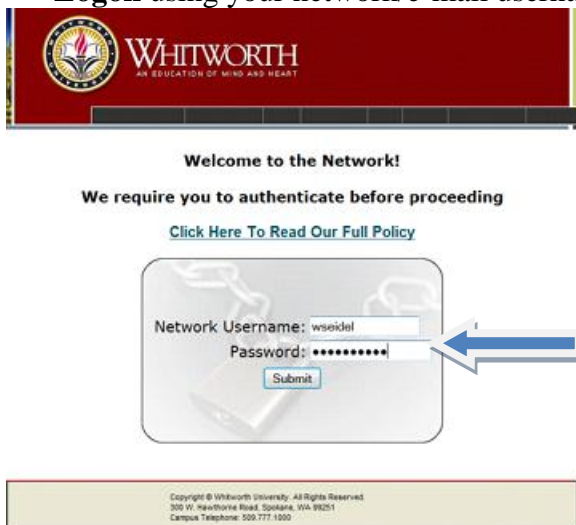 Logon using your network/e-mail
WHITWORTH
AN EDUCATION OF MIND AND HEART
Welcome to the Network!
We require you to authenticate before proceeding
Click Here To Read Our Full Policy
Network Username: wseidel
Password: ••••••••••
Submit
Copyright © Whitworth University. All Rights Reserved.
300 W. Hawthorne Road, Spokane, WA 99251
Campus Telephone: 509.777.1000